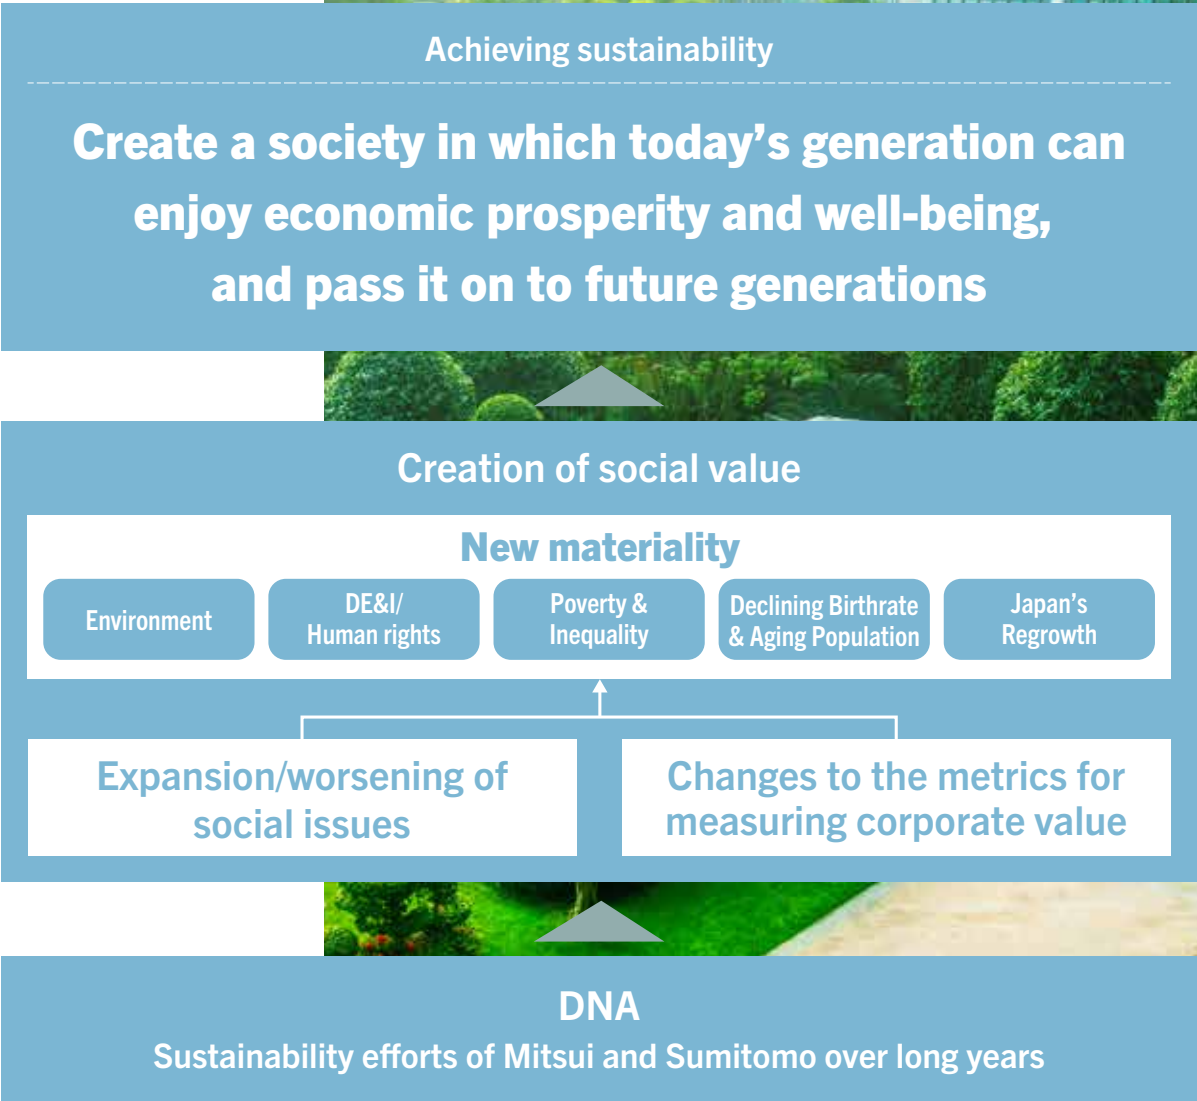 Achieving sustainability
Create a society in which today’s generation can
enjoy economic prosperity and well-being,
and pass it on to future generations
Creation of social value
New materiality
Environment
DE&I/
Human rights
Poverty &
Inequality
Declining Birthrate
& Aging Population
Japan’s
Regrowth
Expansion/worsening of
social issues
Changes to the metrics for
measuring corporate value
DNA
Sustainability efforts of Mitsui and Sumitomo over long years